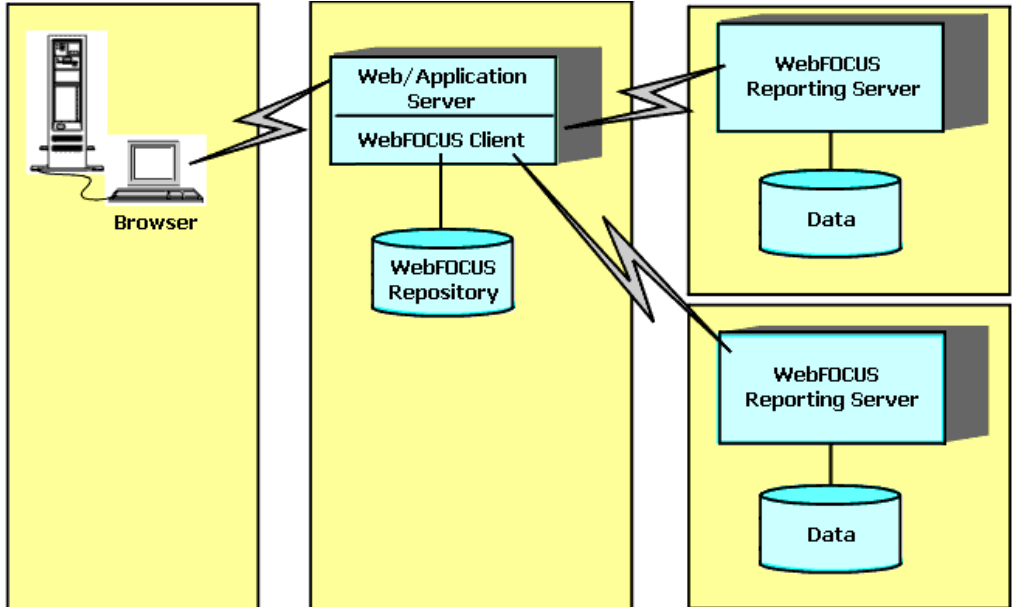 Browser
Web/Application
Server
WebFOCUS Client
WebFOCUS
Repository
WebFOCUS
Reporting Server
Data
WebFOCUS
Reporting Server
Data